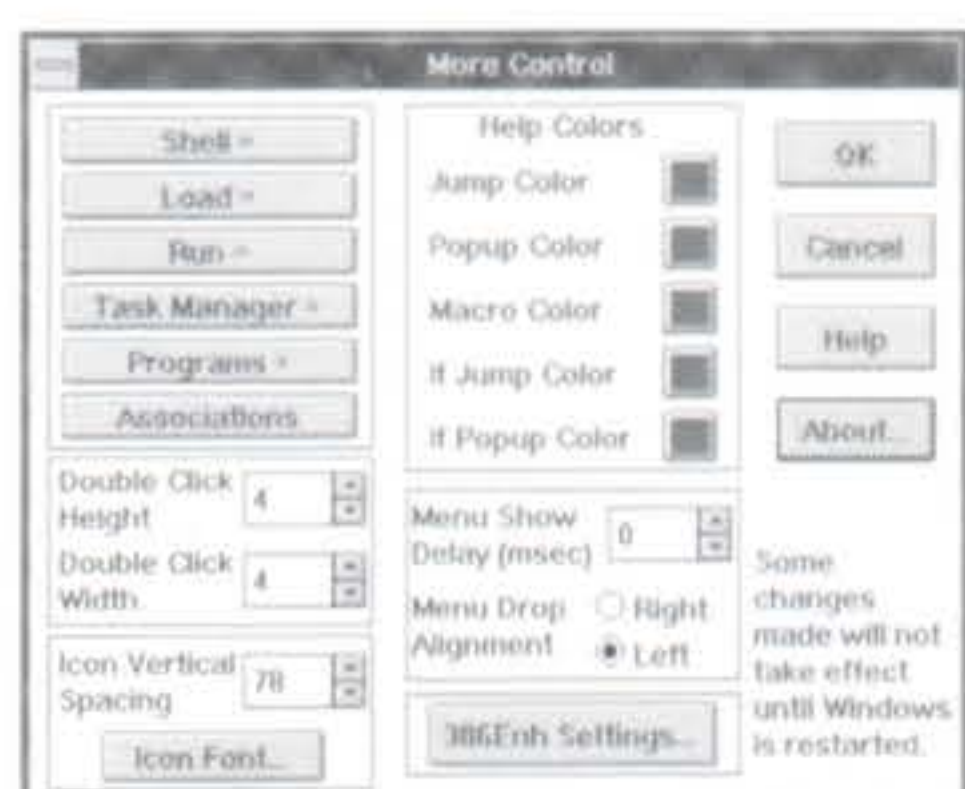 More Control
Shell
Load
Run
Task Manager
Programs
Associations
Double Click
Height
4
Double Click
Width
4
Icon Vertical
Spacing
78
Icon Font...
Help Colors
Jump Color
Popup Color
Macro Color
If Jump Color
If Popup Color
Menu Show
Delay (msec)
0
Menu Drop
Alignment
Right
Left
386Enh Settings...
OK
Cancel
Help
About...
Some
changes
made will not
take effect
until Windows
is restarted.